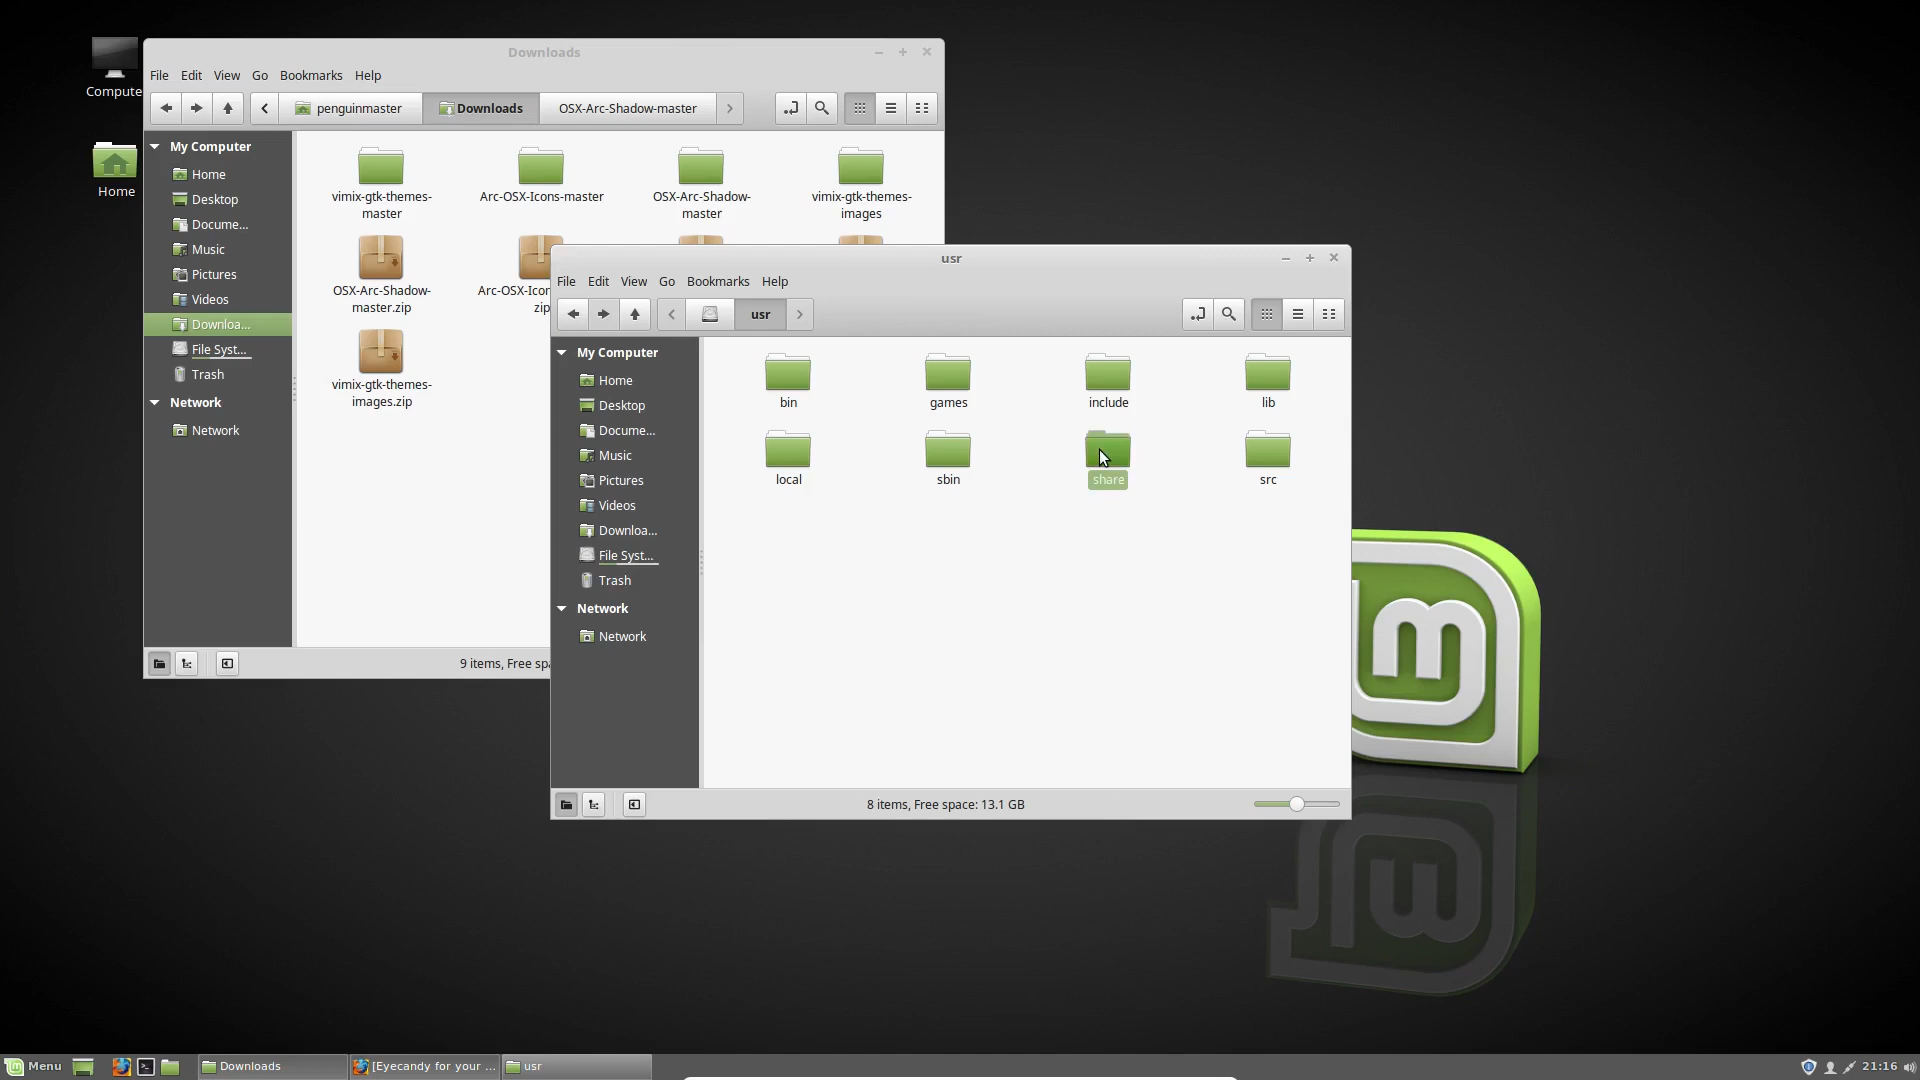 Compute
Home
Downloads
File Edit View Go Bookmarks Help
penguinmaster Downloads OSX-Arc-Shadow-master
My Computer
Home
Desktop
Docume...
Music
Pictures
Videos
Downloa...
File Syst...
Trash
Network
Network
vimix-gtk-themes-
master
Arc-OSX-Icons-master
OSX-Arc-Shadow-
master
vimix-gtk-themes-
images
OSX-Arc-Shadow-
master.zip
Arc-OSX-Icon
zip
vimix-gtk-themes-
images.zip
9 items, Free spa
usr
File Edit View Go Bookmarks Help
usr
My Computer
Home
Desktop
Docume...
Music
Pictures
Videos
Downloa...
File Syst...
Trash
Network
Network
bin games include lib
local sbin share src
8 items, Free space: 13.1 GB
Menu Downloads [Eyecandy for your ... usr 21:16